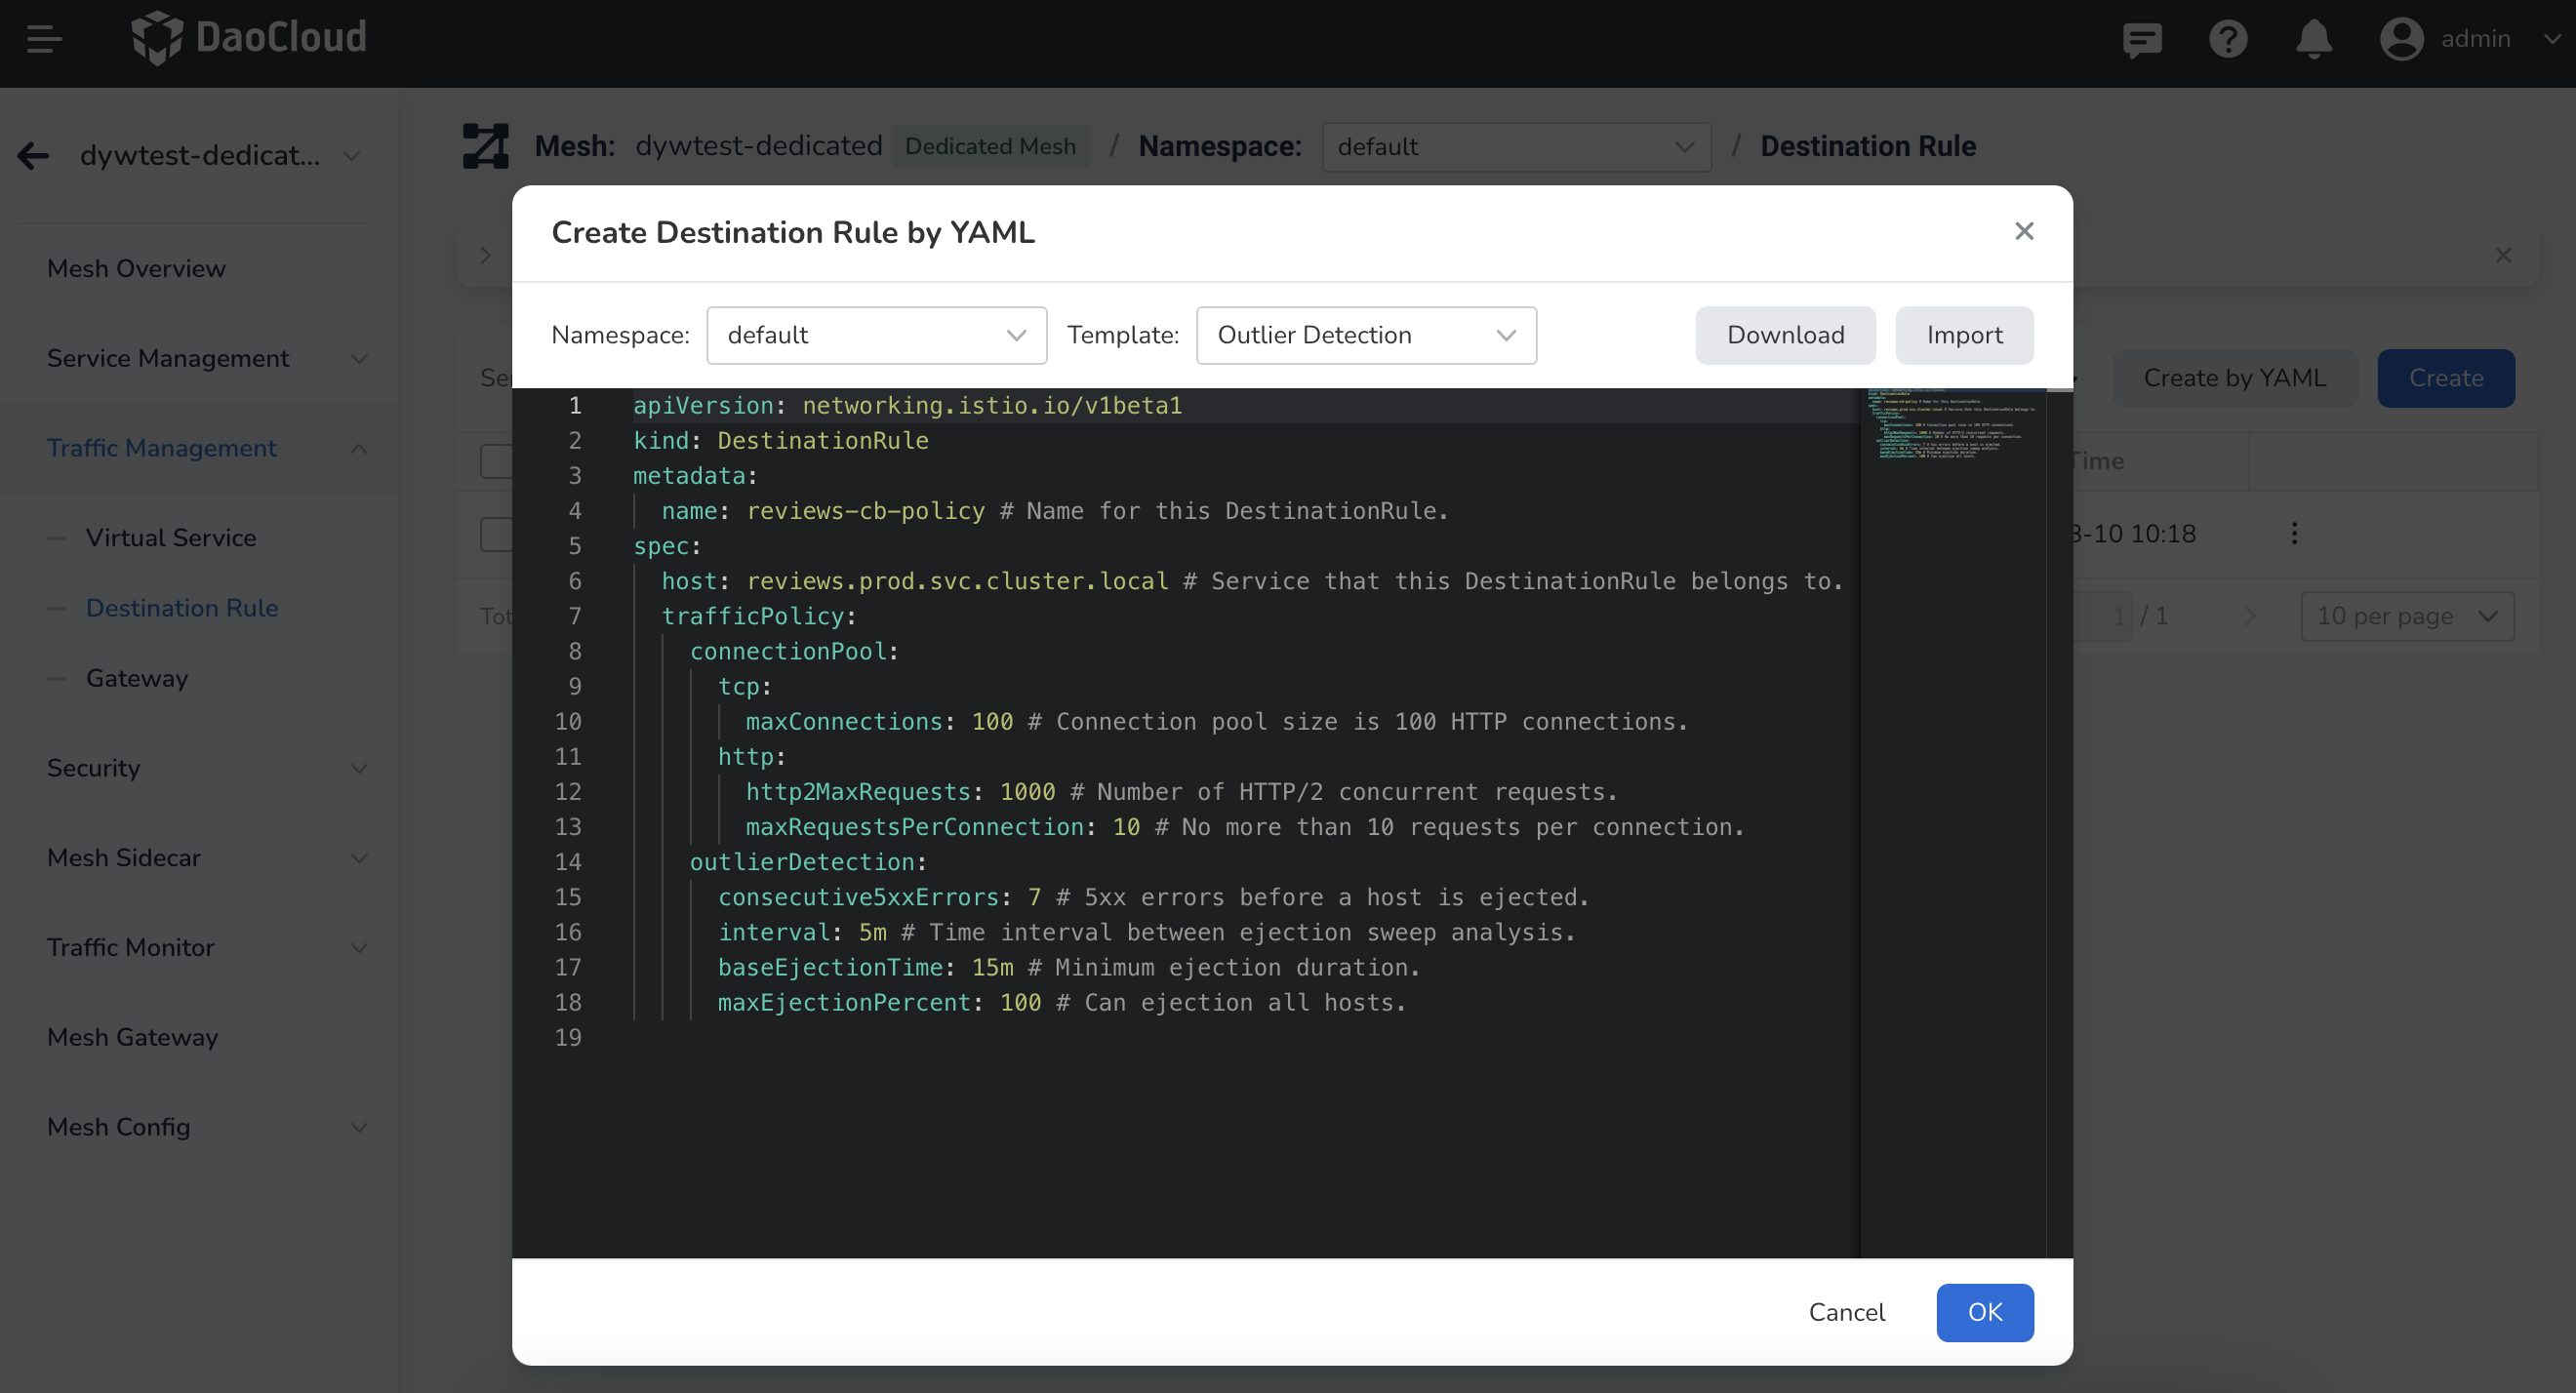 DaoCloud
admin
dywtest-dedicat...
Mesh: dywtest-dedicated Dedicated Mesh / Namespace: default / Destination Rule
Mesh Overview
Service Management
Traffic Management
Virtual Service
Destination Rule
Gateway
Security
Mesh Sidecar
Traffic Monitor
Mesh Gateway
Mesh Config
Create by YAML
Create
Time
8-10 10:18
Tot
1 / 1
10 per page
Create Destination Rule by YAML
Namespace: default Template: Outlier Detection Download Import
1 apiVersion: networking.istio.io/v1beta1
2 kind: DestinationRule
3 metadata:
4 name: reviews-cb-policy # Name for this DestinationRule.
5 spec:
6 host: reviews.prod.svc.cluster.local # Service that this DestinationRule belongs to.
7 trafficPolicy:
8 connectionPool:
9 tcp:
10 maxConnections: 100 # Connection pool size is 100 HTTP connections.
11 http:
12 http2MaxRequests: 1000 # Number of HTTP/2 concurrent requests.
13 maxRequestsPerConnection: 10 # No more than 10 requests per connection.
14 outlierDetection:
15 consecutive5xxErrors: 7 # 5xx errors before a host is ejected.
16 interval: 5m # Time interval between ejection sweep analysis.
17 baseEjectionTime: 15m # Minimum ejection duration.
18 maxEjectionPercent: 100 # Can ejection all hosts.
19
Cancel OK